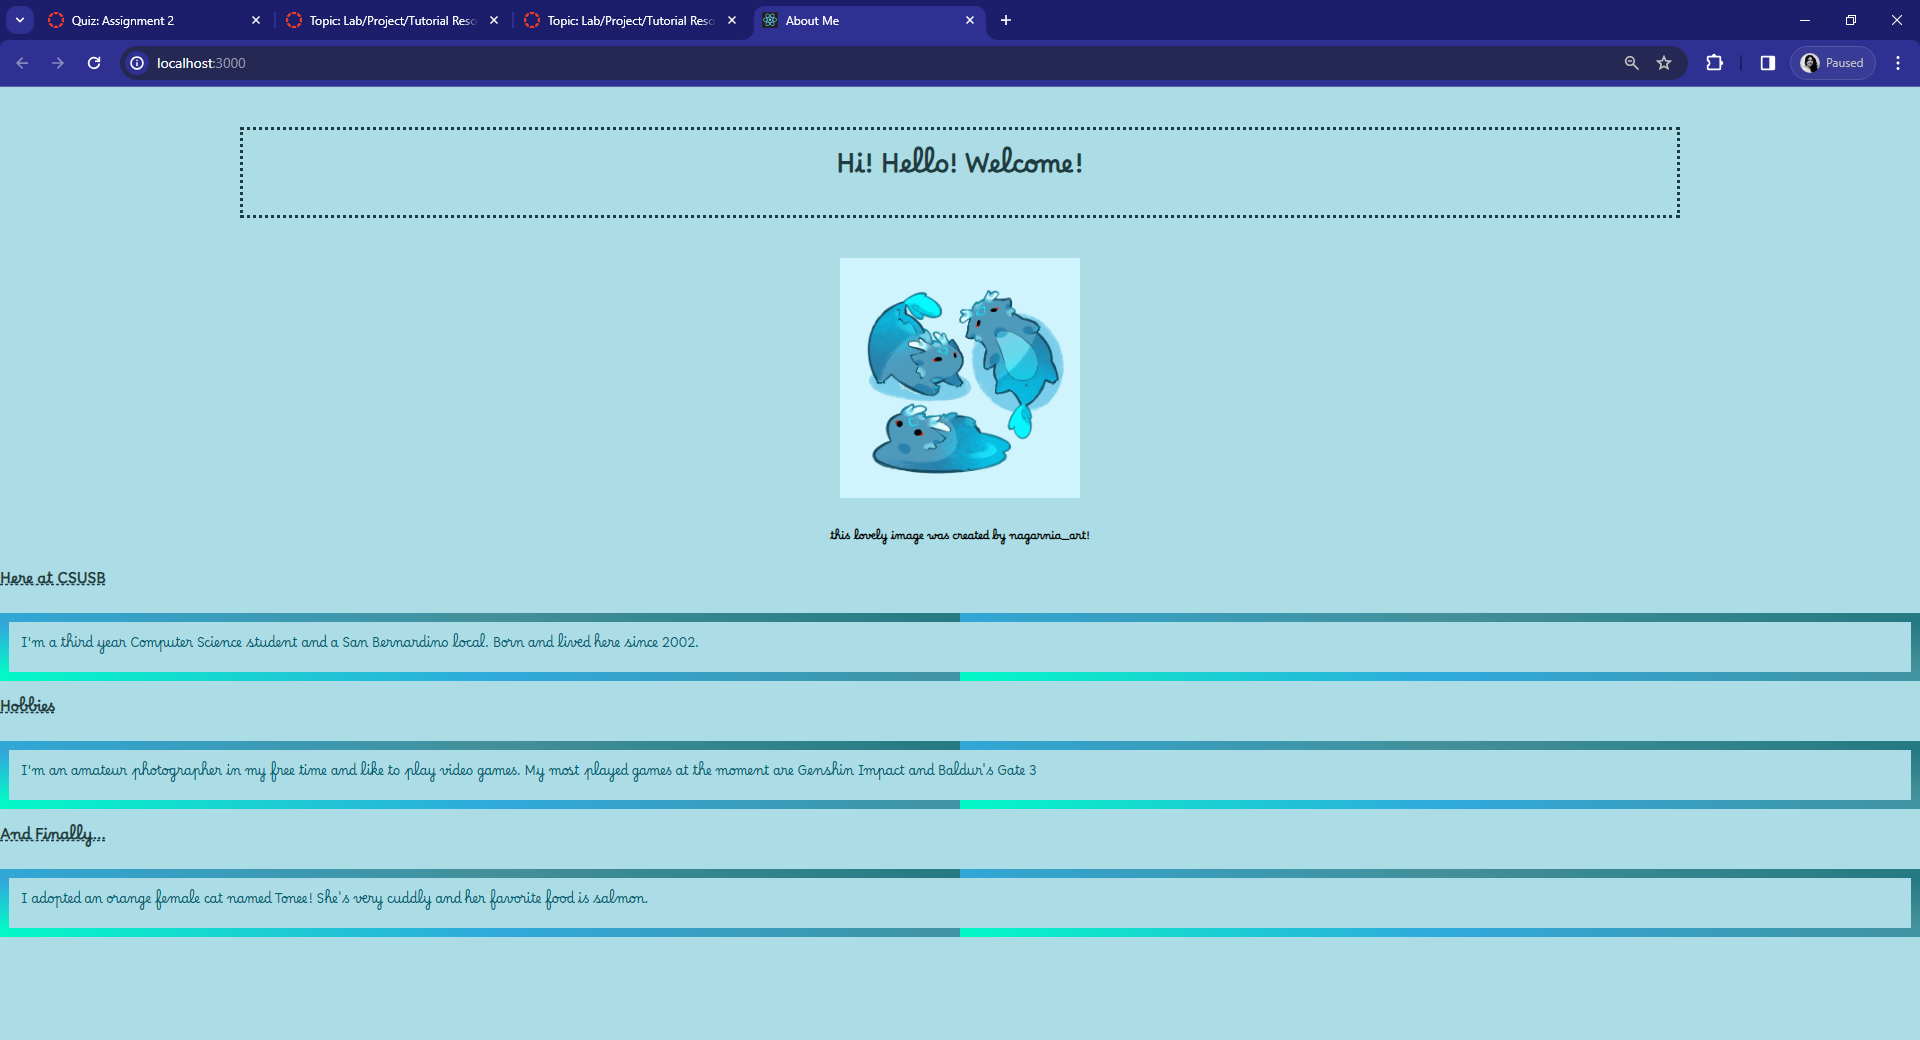 Quiz: Assignment 2
Topic: Lab/Project/Tutorial Reso
Topic: Lab/Project/Tutorial Reso
About Me
localhost:3000
Paused
Hi! Hello! Welcome!
this lovely image was created by nagarnia_art!
Here at CSUSB
I'm a third year Computer Science student and a San Bernardino local. Born and lived here since 2002.
Hobbies
I'm an amateur photographer in my free time and like to play video games. My most played games at the moment are Genshin Impact and Baldur's Gate 3
And Finally...
I adopted an orange female cat named Tonee! She's very cuddly and her favorite food is salmon.